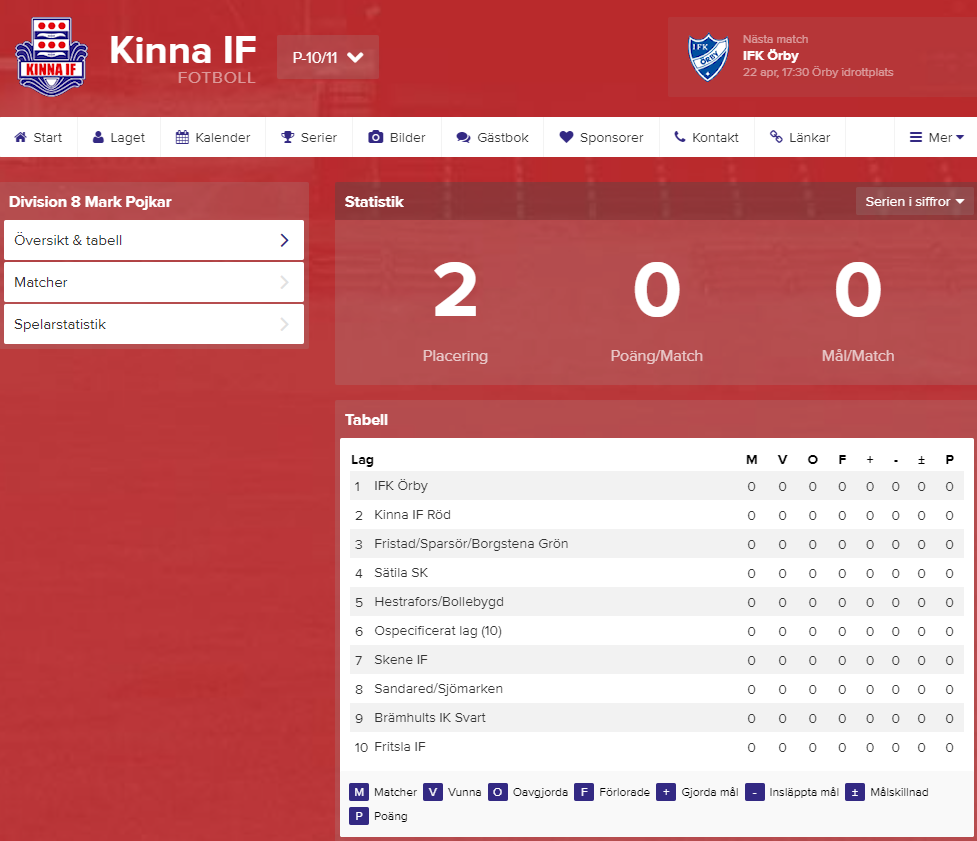 KINNA IF
Kinna IF
FOTBOLL
P-10/11
IFK
ÖRBY
Nästa match
IFK Örby
22 apr, 17:30 Örby idrottplats
Start Laget Kalender Serier Bilder Gästbok Sponsorer Kontakt Länkar Mer
Division 8 Mark Pojkar
Översikt & tabell
Matcher
Spelarstatistik
Statistik Serien i siffror
2 0 0
Placering Poäng/Match Mål/Match
Tabell
Lag M V O F + - ± P
1 IFK Örby 0 0 0 0 0 0 0 0
2 Kinna IF Röd 0 0 0 0 0 0 0 0
3 Fristad/Sparsör/Borgstena Grön 0 0 0 0 0 0 0 0
4 Sätila SK 0 0 0 0 0 0 0 0
5 Hestrafors/Bollebygd 0 0 0 0 0 0 0 0
6 Ospecificerat lag (10) 0 0 0 0 0 0 0 0
7 Skene IF 0 0 0 0 0 0 0 0
8 Sandared/Sjömarken 0 0 0 0 0 0 0 0
9 Brämhults IK Svart 0 0 0 0 0 0 0 0
10 Fritsla IF 0 0 0 0 0 0 0 0
M Matcher V Vunna O Oavgjorda F Förlorade + Gjorda mål - Insläppta mål ± Målskillnad
P Poäng